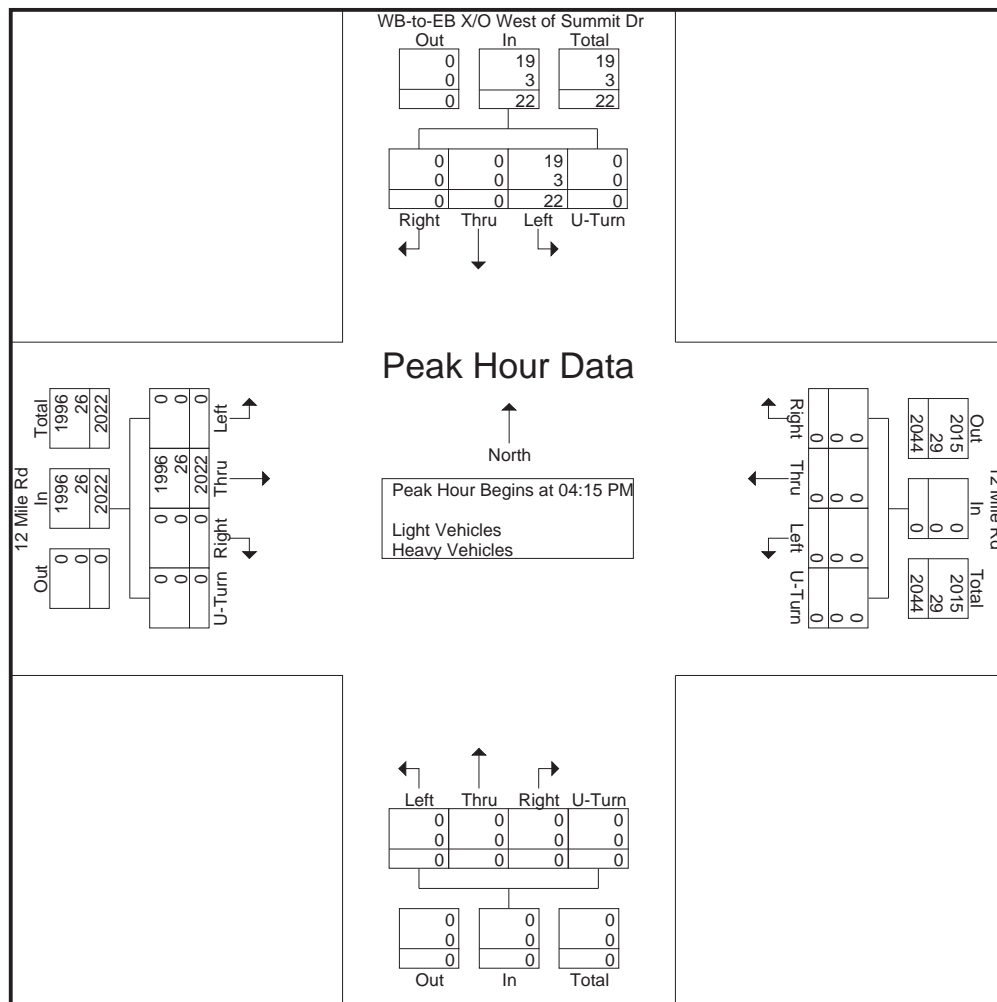 WB-to-EB X/O West of Summit Dr
Out In Total
0 19 19
0 3 3
0 22 22
0 0 19 0
0 0 3 0
0 0 22 0
Right Thru Left U-Turn
Peak Hour Data
North
Peak Hour Begins at 04:15 PM
Light Vehicles
Heavy Vehicles
12 Mile Rd
Total In Out
1996 1996 0
26 26 0
2022 2022 0
0 1996 0 0
0 26 0 0
0 2022 0 0
Left Thru Right U-Turn
Right Thru Left U-Turn
0 0 0 0
0 0 0 0
0 0 0 0
Out In Total
2015 0 2015
29 0 29
2044 0 2044
12 Mile Rd
Left Thru Right U-Turn
0 0 0 0
0 0 0 0
0 0 0 0
0 0 0
0 0 0
0 0 0
Out In Total